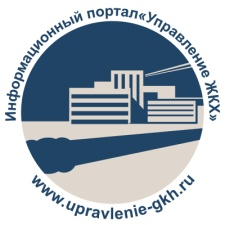 Информационный портал«Управление ЖКХ»
www.upravlenie-gkh.ru